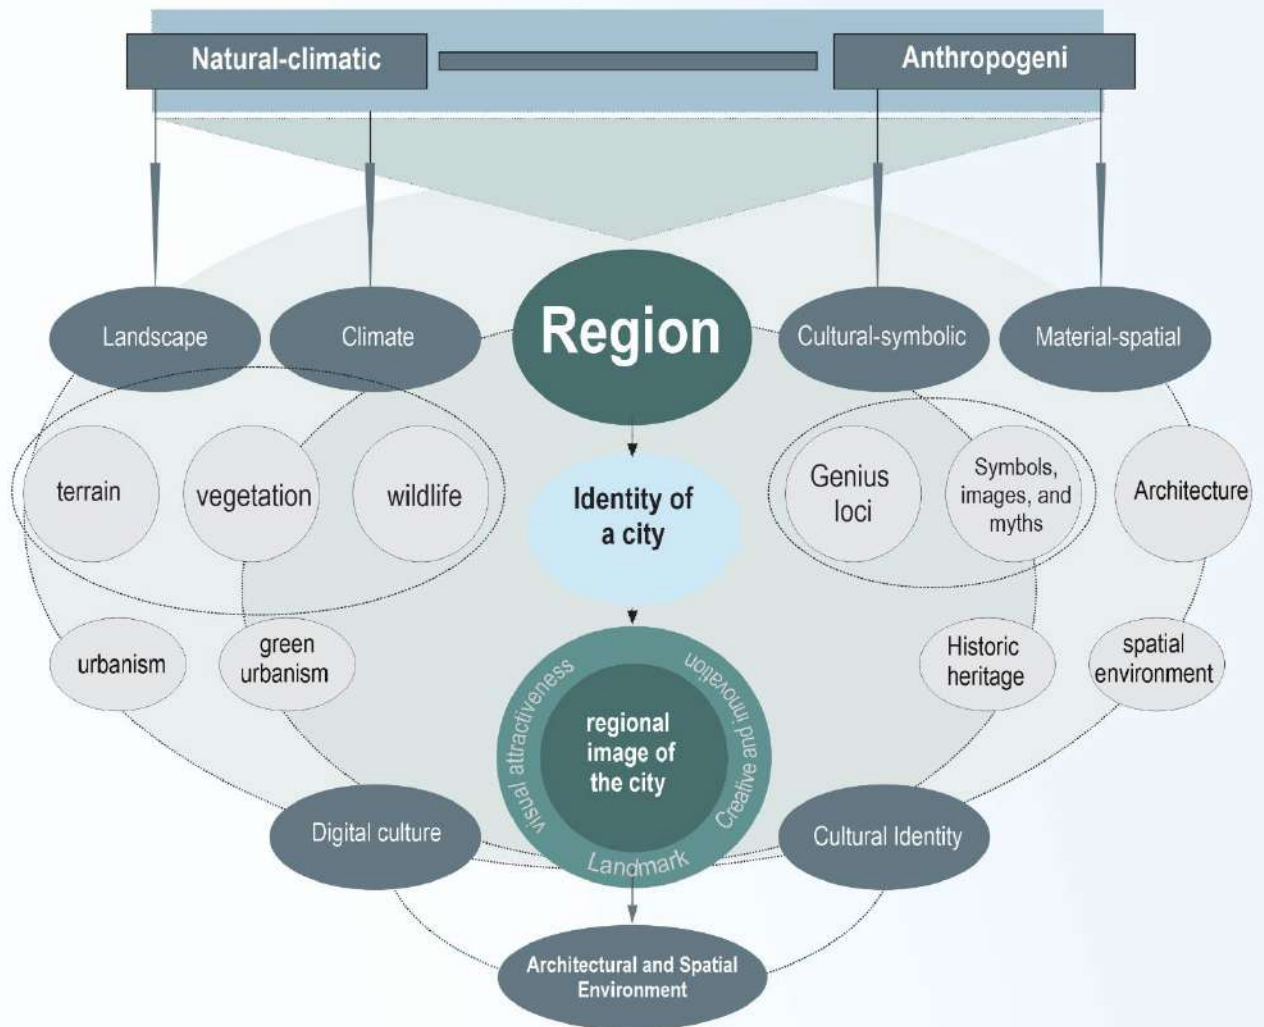 Natural-climatic
Anthropogeni
Landscape
Climate
Region
Cultural-symbolic
Material-spatial
terrain
vegetation
wildlife
Identity of
a city
Genius
loci
Symbols,
images, and
myths
Architecture
urbanism
green
urbanism
Historic
heritage
spatial
environment
visual attractiveness
Creative and innovation
regional
image of
the city
Landmark
Digital culture
Cultural Identity
Architectural and Spatial
Environment